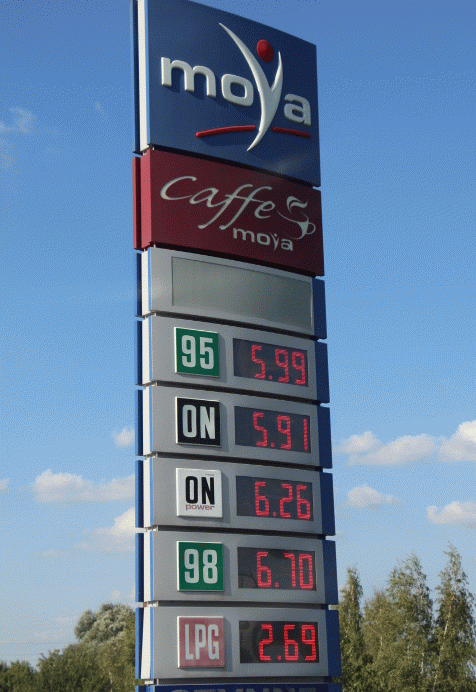 moya
Caffe
moya
95 5.99
ON 5.91
ON power 6.26
98 6.70
LPG 2.69